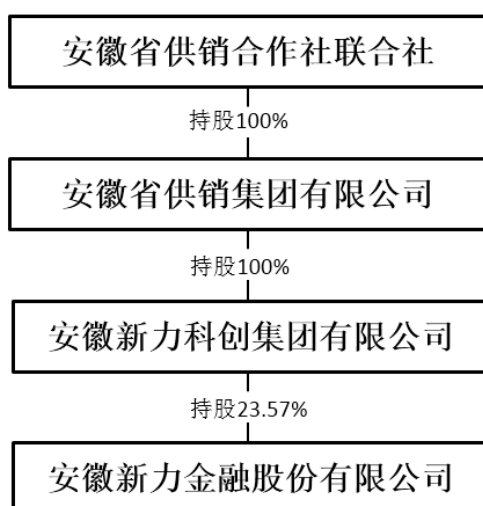 安徽省供销合作社联合社
持股100%
安徽省供销集团有限公司
持股100%
安徽新力科创集团有限公司
持股23.57%
安徽新力金融股份有限公司